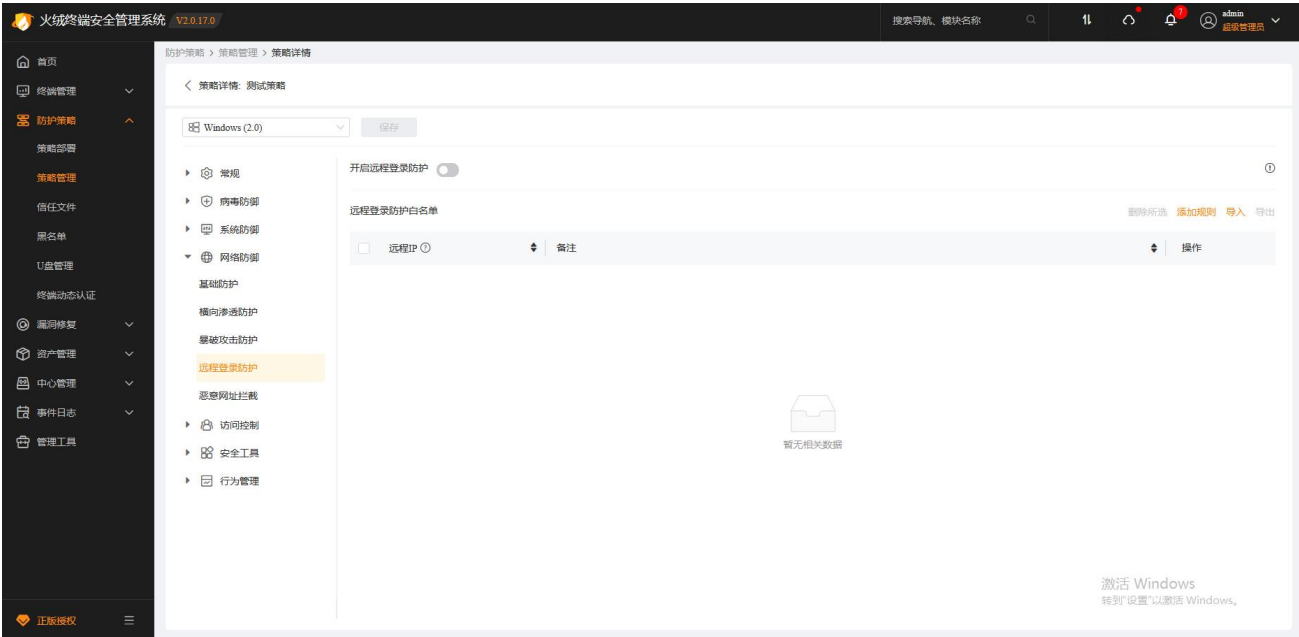 火绒终端安全管理系统 V2.0.17.0
搜索导航、模块名称
7
admin
超级管理员
首页
终端管理
防护策略
策略部署
策略管理
信任文件
黑名单
U盘管理
终端动态认证
漏洞修复
资产管理
中心管理
事件日志
管理工具
正版授权
防护策略 > 策略管理 > 策略详情
策略详情: 测试策略
Windows (2.0)
保存
常规
病毒防御
系统防御
网络防御
基础防护
横向渗透防护
暴破攻击防护
远程登录防护
恶意网址拦截
访问控制
安全工具
行为管理
开启远程登录防护
远程登录防护白名单
删除所选 添加规则 导入 导出
远程IP 备注 操作
暂无相关数据
激活 Windows
转到"设置"以激活 Windows。